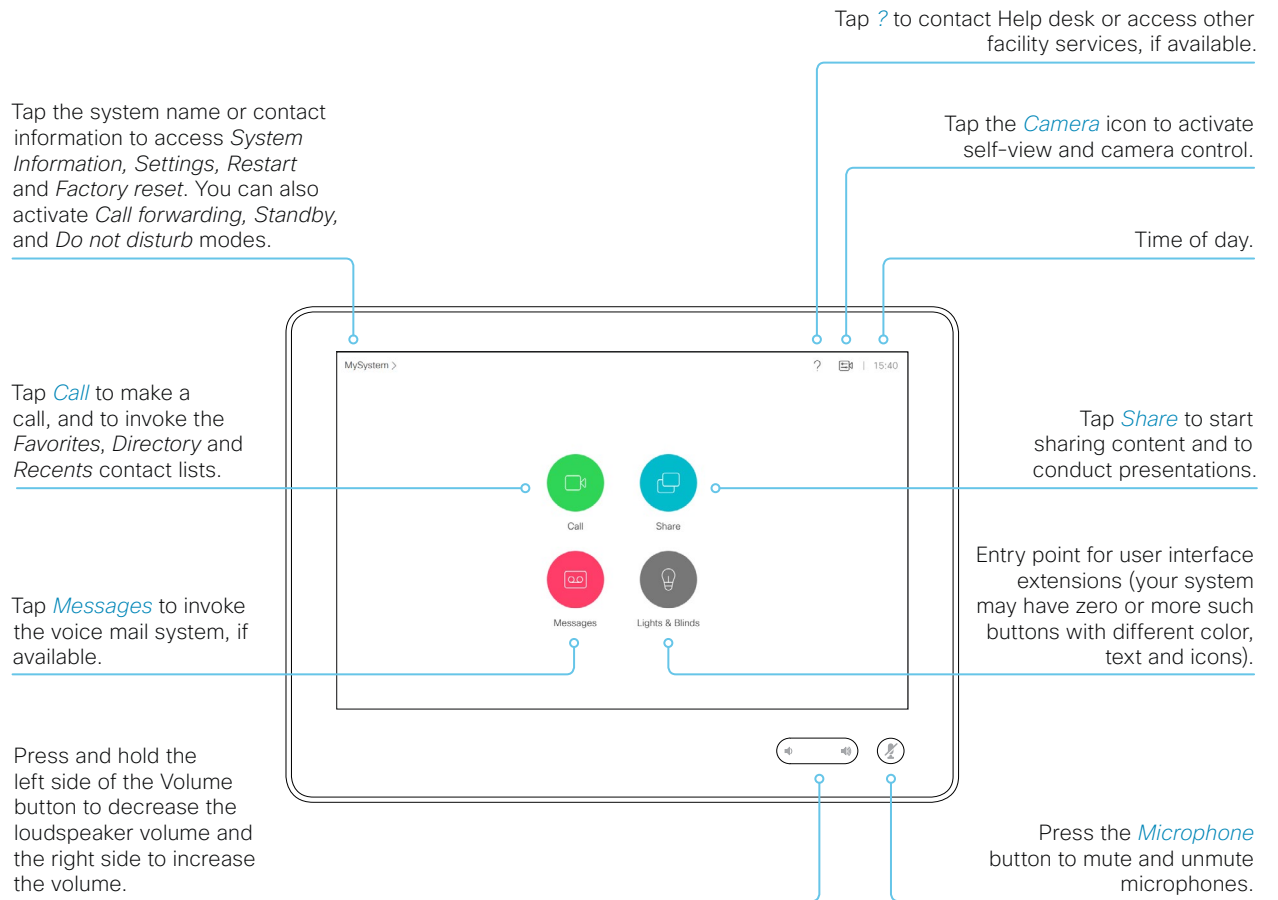 Tap ? to contact Help desk or access other
facility services, if available.
Tap the system name or contact
information to access System
Information, Settings, Restart
and Factory reset. You can also
activate Call forwarding, Standby,
and Do not disturb modes.
Tap the Camera icon to activate
self-view and camera control.
Time of day.
MySystem >
? | 15:40
Tap Call to make a
call, and to invoke the
Favorites, Directory and
Recents contact lists.
Tap Share to start
sharing content and to
conduct presentations.
Call
Share
Messages
Lights & Blinds
Tap Messages to invoke
the voice mail system, if
available.
Entry point for user interface
extensions (your system
may have zero or more such
buttons with different color,
text and icons).
Press and hold the
left side of the Volume
button to decrease the
loudspeaker volume and
the right side to increase
the volume.
Press the Microphone
button to mute and unmute
microphones.